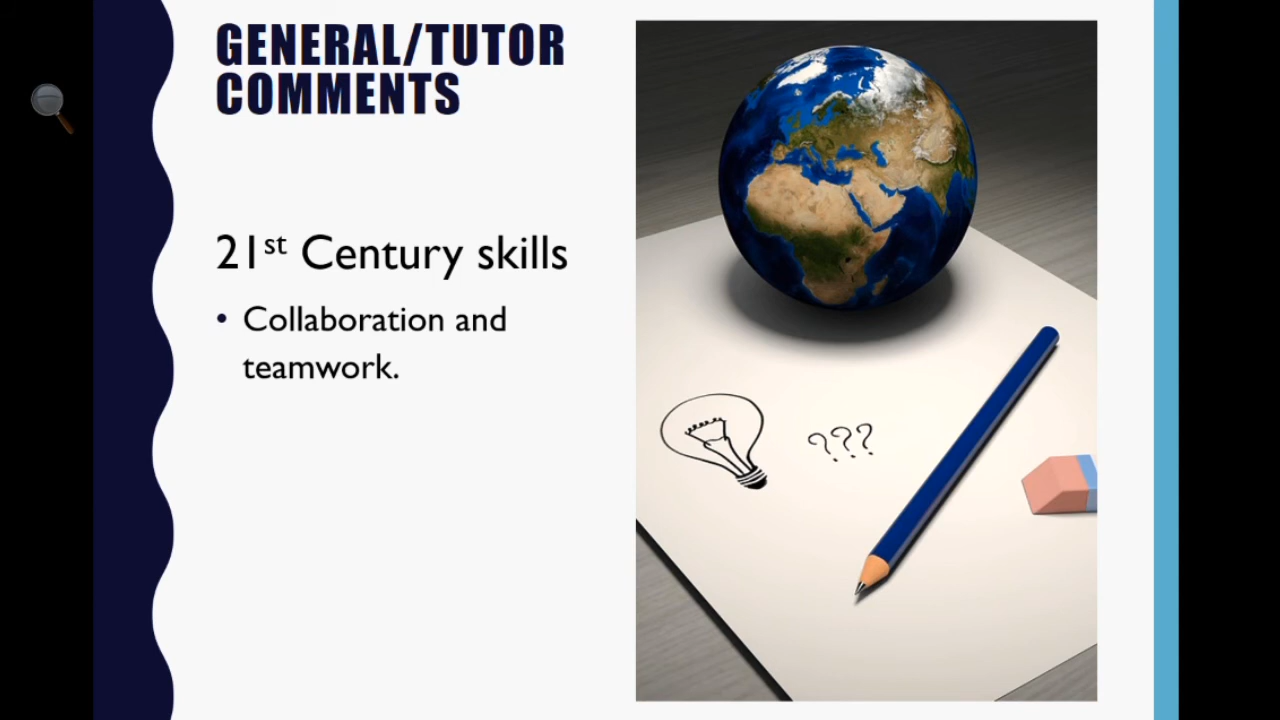 GENERAL/TUTOR
COMMENTS
21st Century skills
• Collaboration and
teamwork.
???